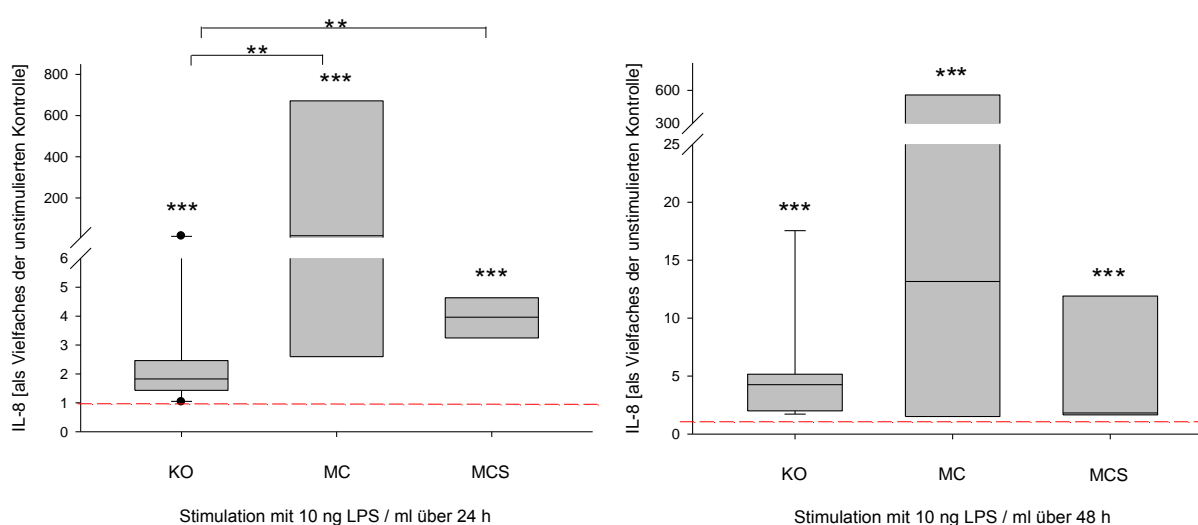 **
**
IL-8 [als Vielfaches der unstimulierten Kontrolle]
800
600
400
200
6
5
4
3
2
1
0
***
***
***
KO
MC
MCS
Stimulation mit 10 ng LPS / ml über 24 h
IL-8 [als Vielfaches der unstimulierten Kontrolle]
600
300
25
20
15
10
5
0
***
***
***
KO
MC
MCS
Stimulation mit 10 ng LPS / ml über 48 h